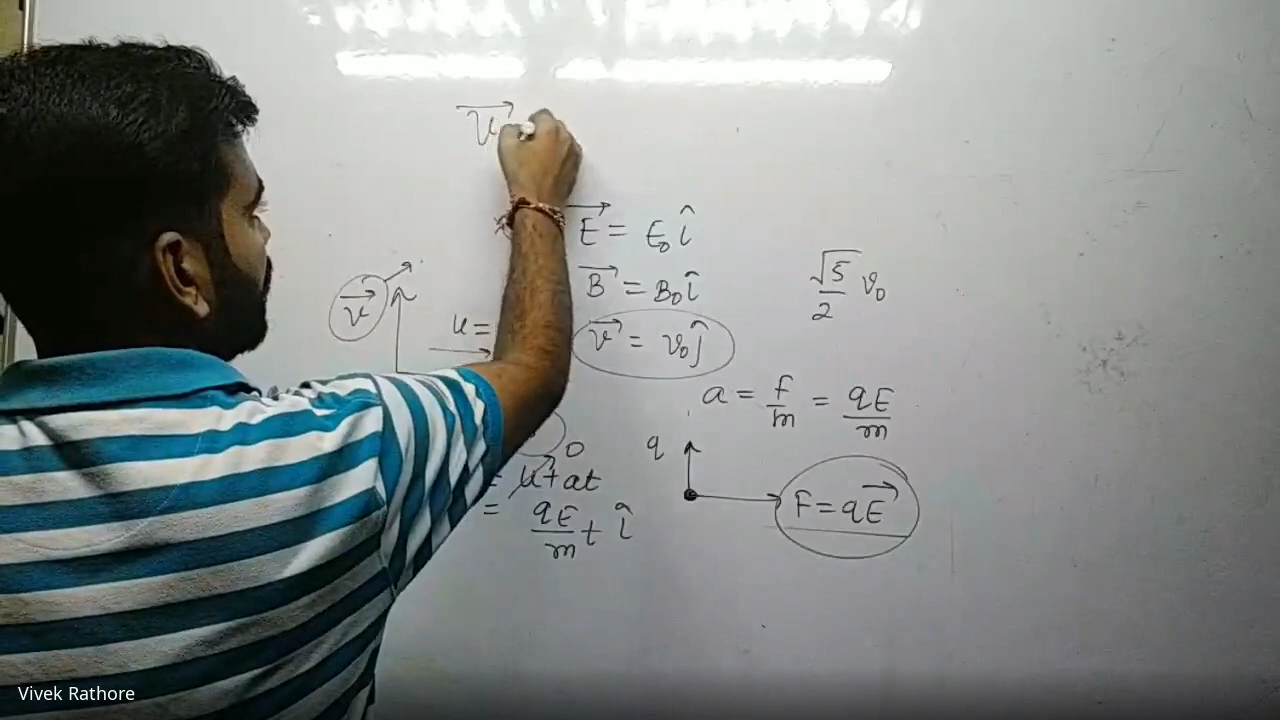 v⃗
E⃗ = E₀ î
B⃗ = B₀ î
√5/2 v₀
v⃗
u =
v⃗ = v₀ ĵ
a = F/m = qE/m
q
0
= u + at
F = qE⃗
= qE/m t î
Vivek Rathore